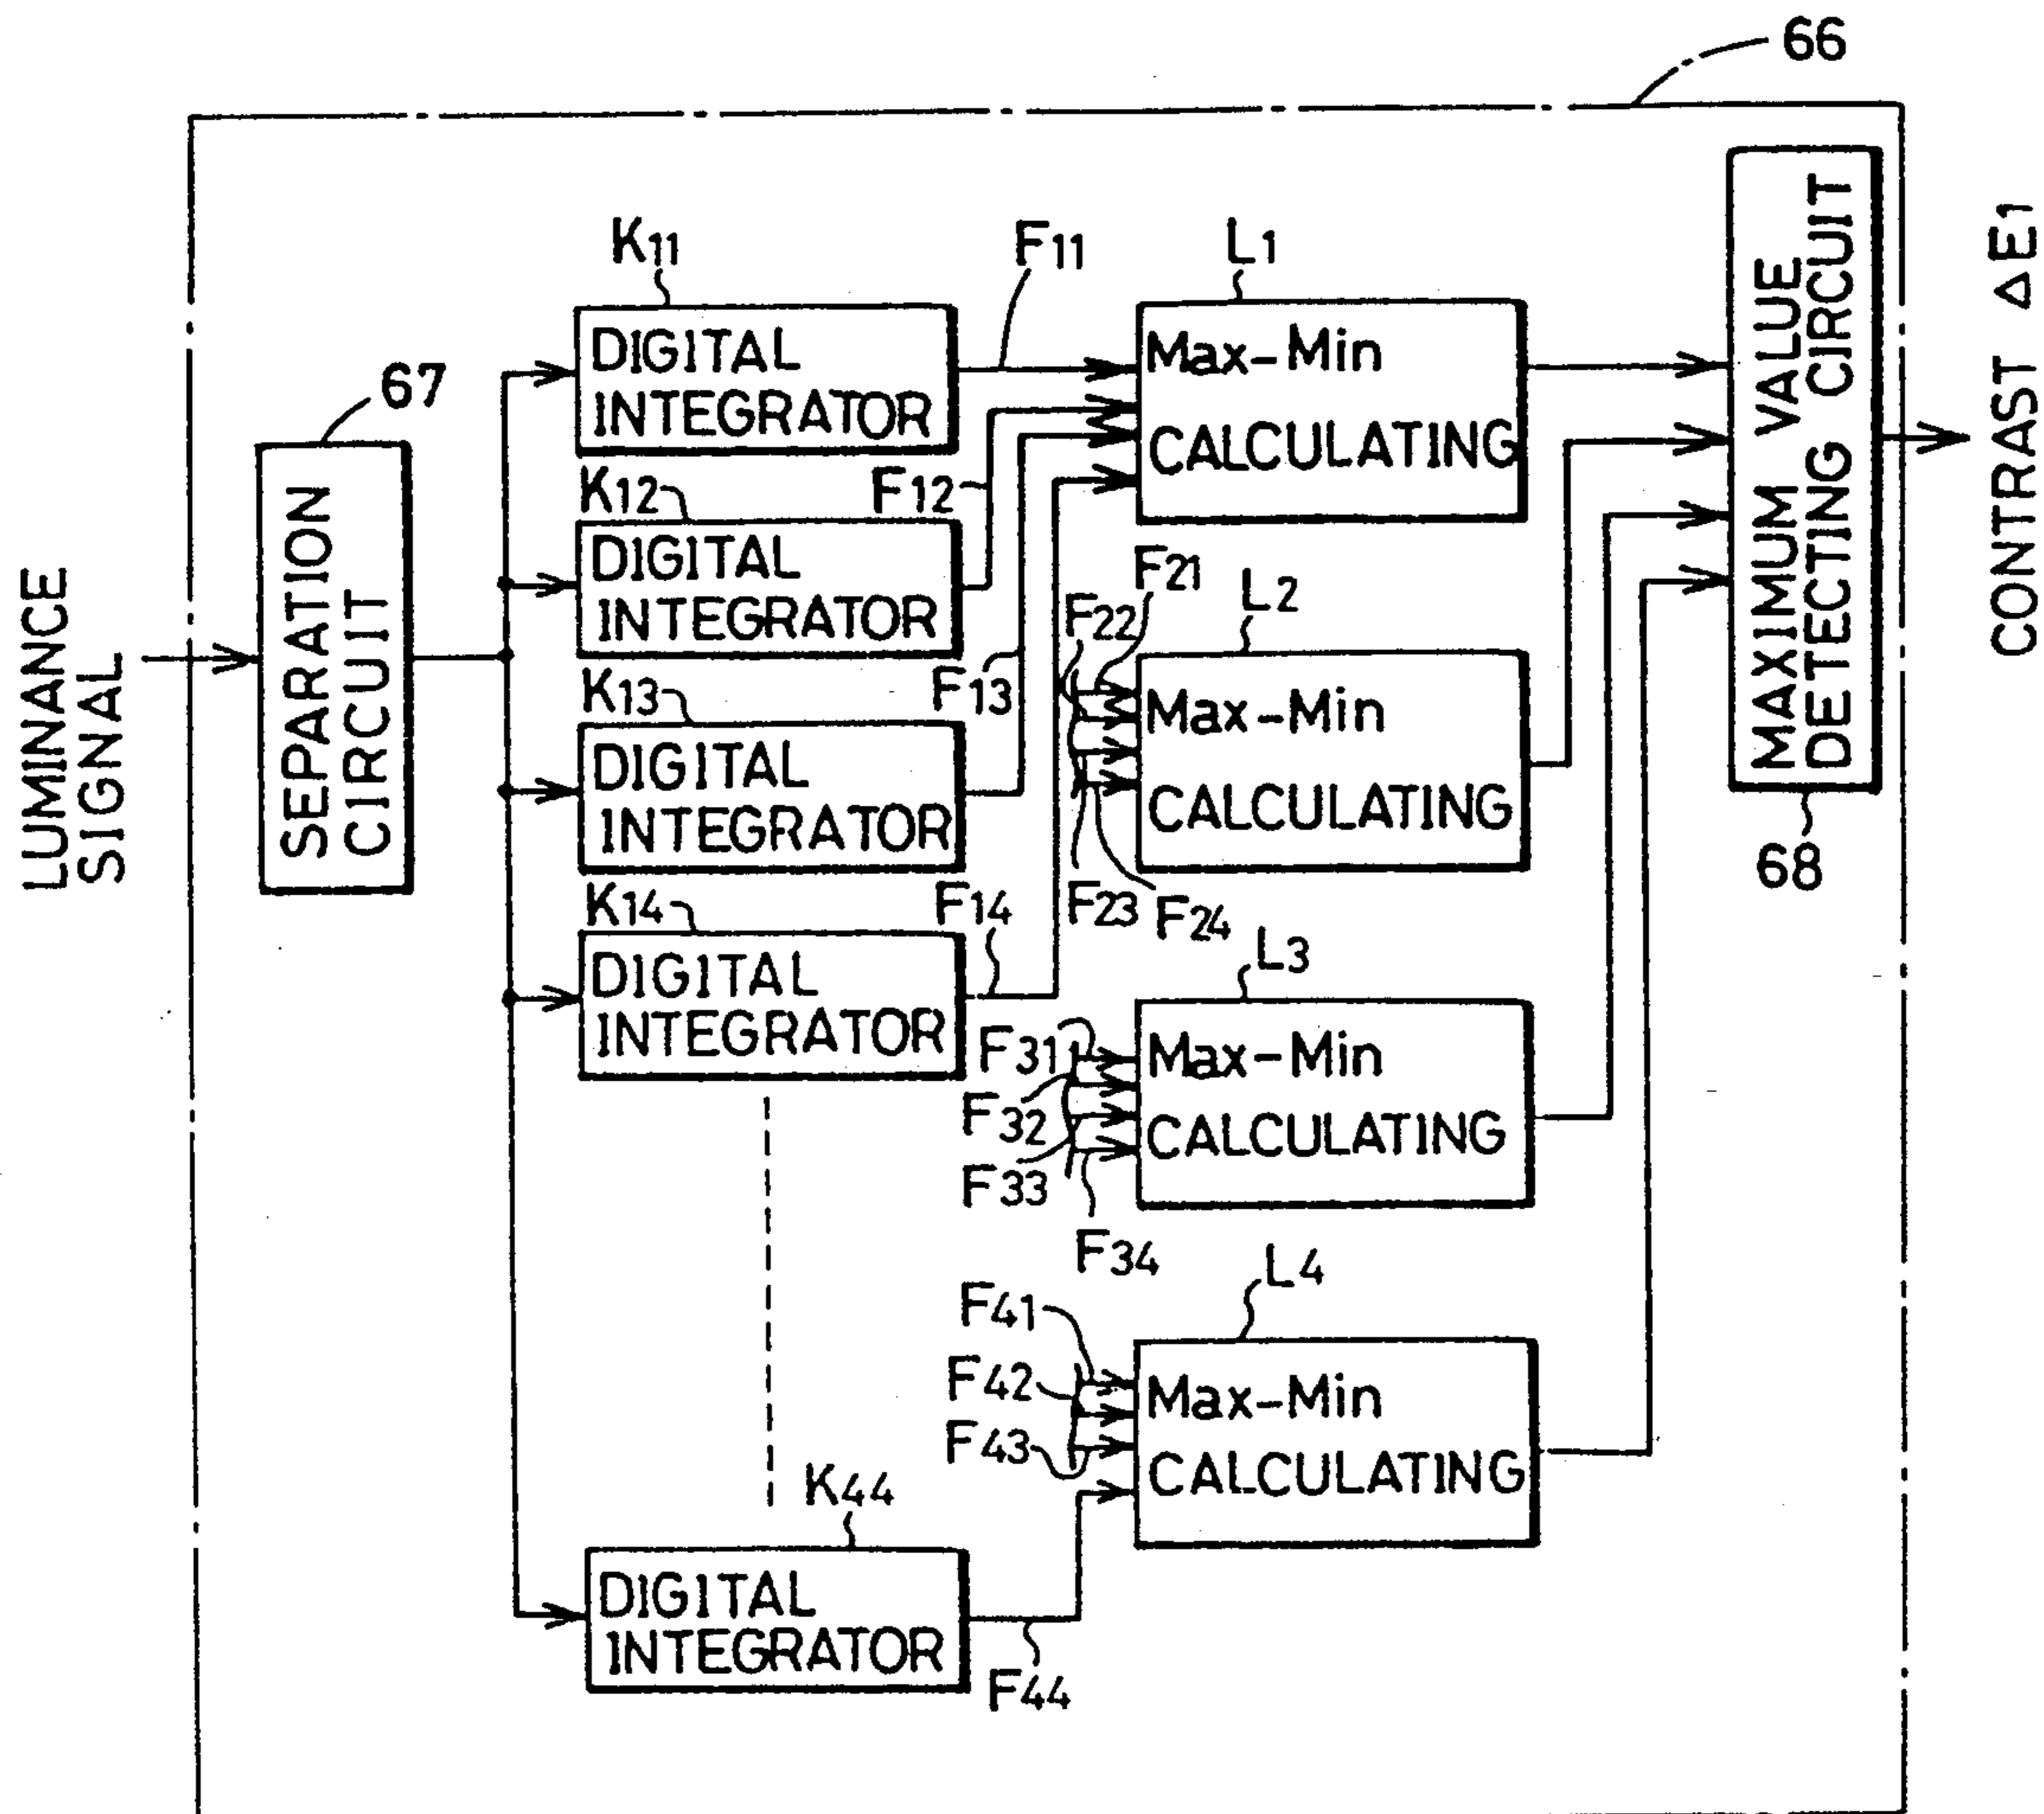 66
LUMINANCE
SIGNAL
67
SEPARATION
CIRCUIT
K11
DIGITAL
INTEGRATOR
F11
K12
DIGITAL
INTEGRATOR
F12
K13
DIGITAL
INTEGRATOR
F13
K14
DIGITAL
INTEGRATOR
F14
K44
DIGITAL
INTEGRATOR
F44
L1
Max-Min
CALCULATING
F21
F22
L2
Max-Min
CALCULATING
F23
F24
L3
F31
F32
F33
F34
Max-Min
CALCULATING
L4
F41
F42
F43
Max-Min
CALCULATING
MAXIMUM VALUE
DETECTING CIRCUIT
68
CONTRAST ΔE1